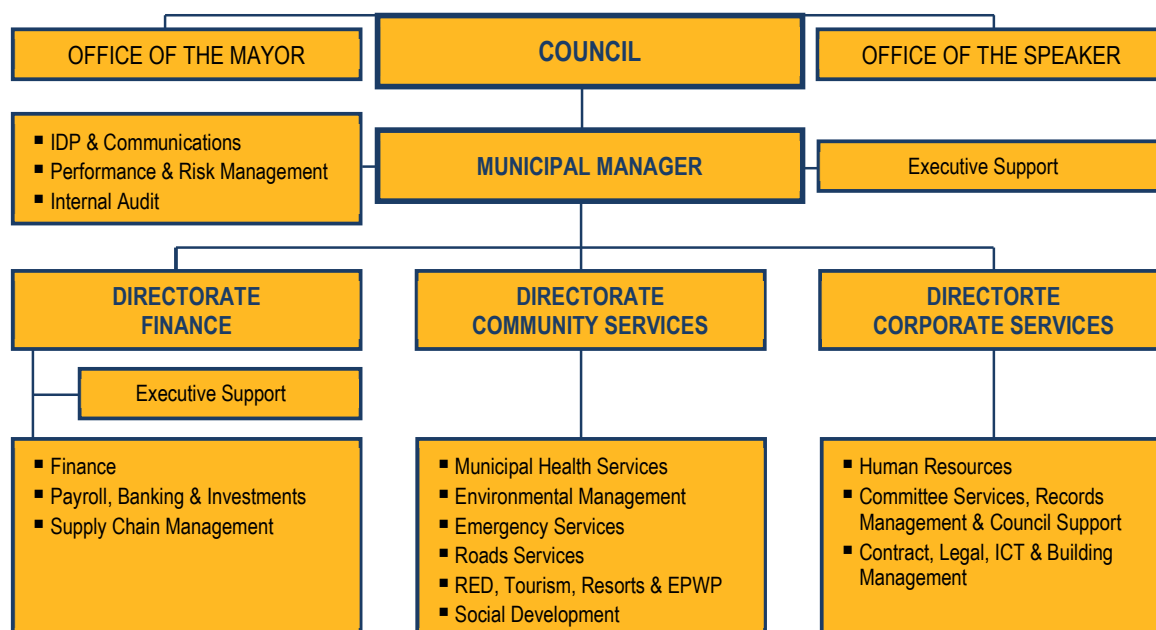 OFFICE OF THE MAYOR
COUNCIL
OFFICE OF THE SPEAKER
▪ IDP & Communications
▪ Performance & Risk Management
▪ Internal Audit
MUNICIPAL MANAGER
Executive Support
DIRECTORATE
FINANCE
DIRECTORATE
COMMUNITY SERVICES
DIRECTORTE
CORPORATE SERVICES
Executive Support
▪ Finance
▪ Payroll, Banking & Investments
▪ Supply Chain Management
▪ Municipal Health Services
▪ Environmental Management
▪ Emergency Services
▪ Roads Services
▪ RED, Tourism, Resorts & EPWP
▪ Social Development
▪ Human Resources
▪ Committee Services, Records
Management & Council Support
▪ Contract, Legal, ICT & Building
Management